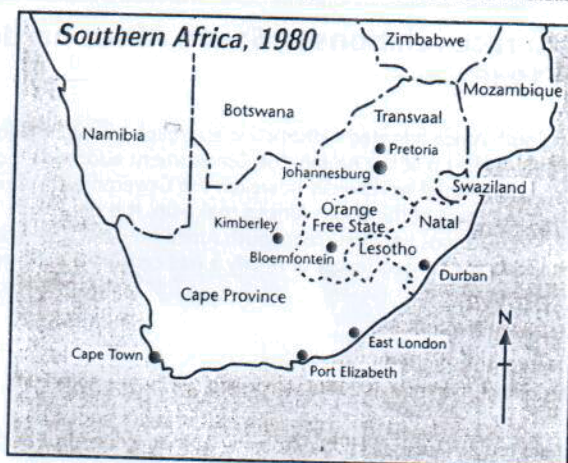 Southern Africa, 1980
Zimbabwe
Mozambique
Botswana
Transvaal
Namibia
Pretoria
Johannesburg
Swaziland
Orange
Free State
Natal
Kimberley
Lesotho
Bloemfontein
Durban
Cape Province
N
East London
Cape Town
Port Elizabeth